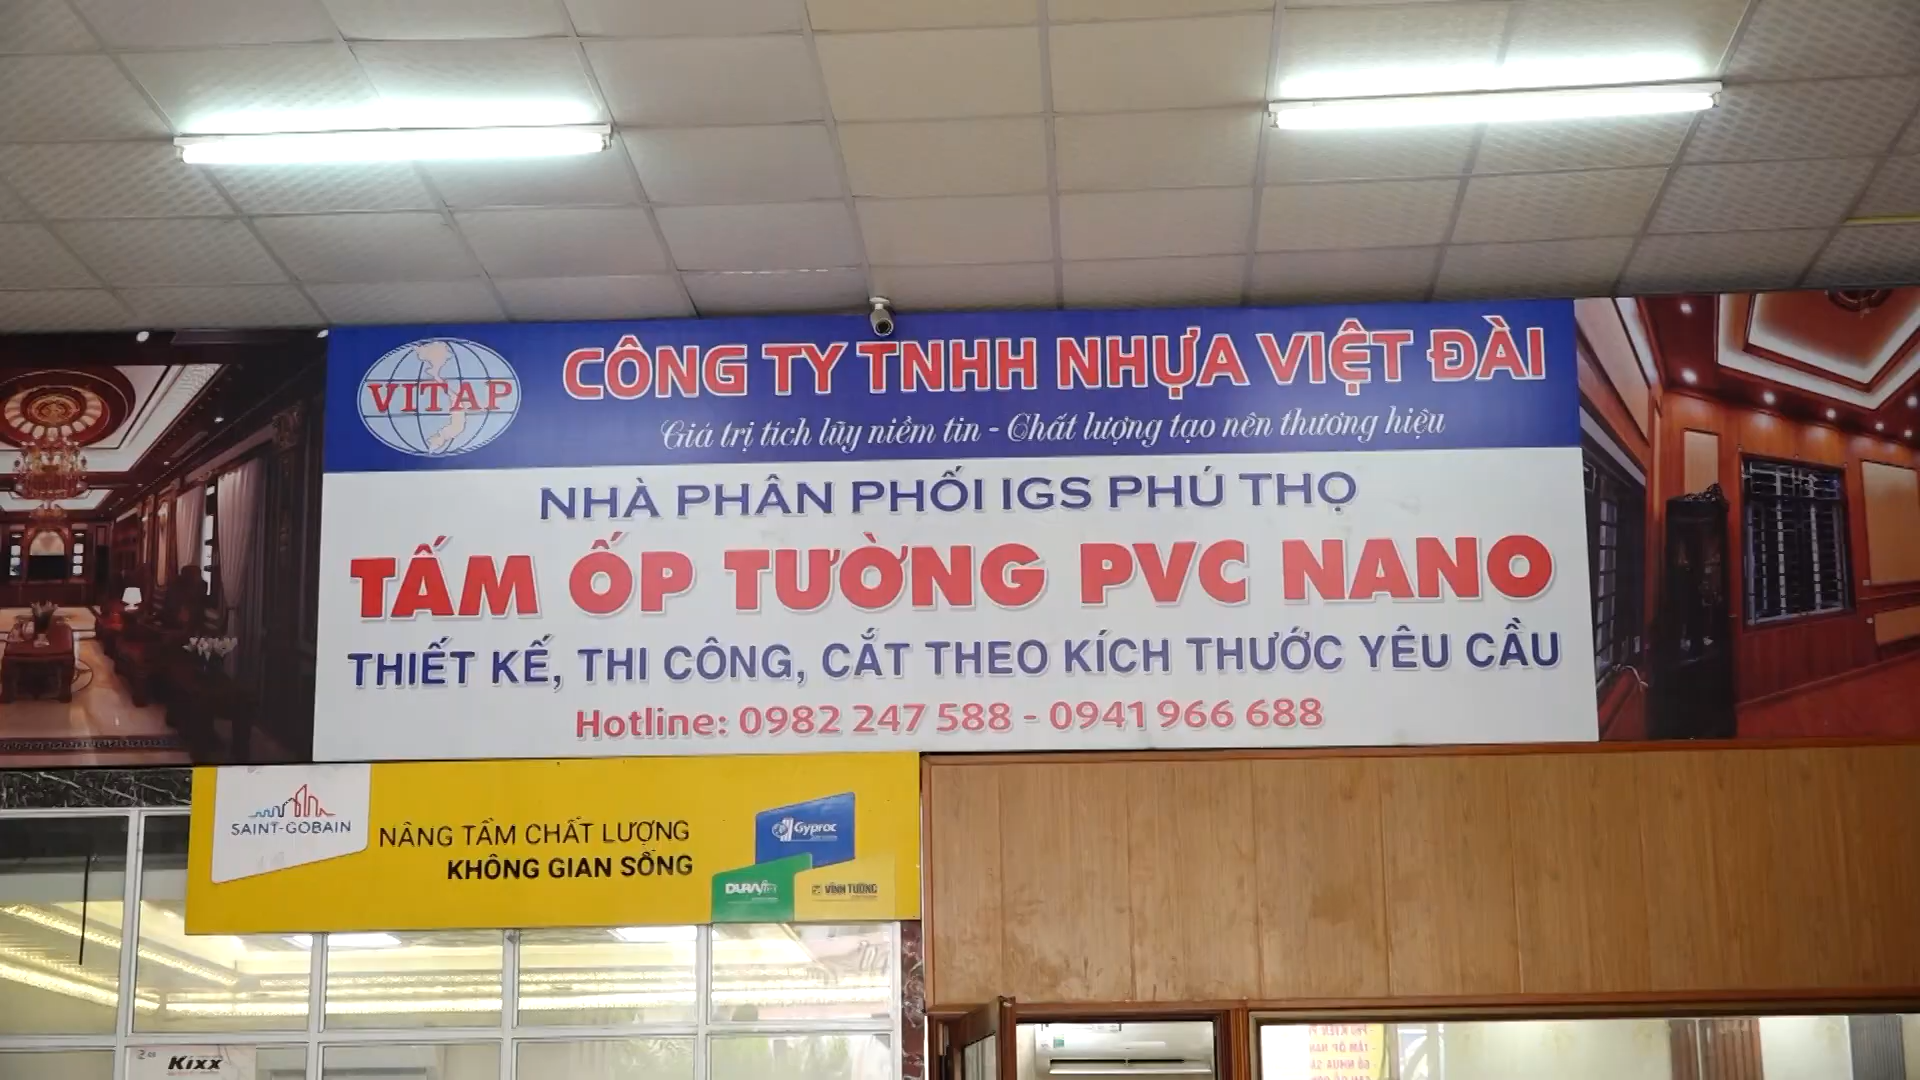 VITAP
CÔNG TY TNHH NHỰA VIỆT ĐÀI
Giá trị tích lũy niềm tin - Chất lượng tạo nên thương hiệu
NHÀ PHÂN PHỐI IGS PHÚ THỌ
TẤM ỐP TƯỜNG PVC NANO
THIẾT KẾ, THI CÔNG, CẮT THEO KÍCH THƯỚC YÊU CẦU
Hotline: 0982 247 588 - 0941 966 688
SAINT-GOBAIN
NÂNG TẦM CHẤT LƯỢNG
KHÔNG GIAN SỐNG
Gyproc
DURAflex
VĨNH TƯỜNG
Kixx